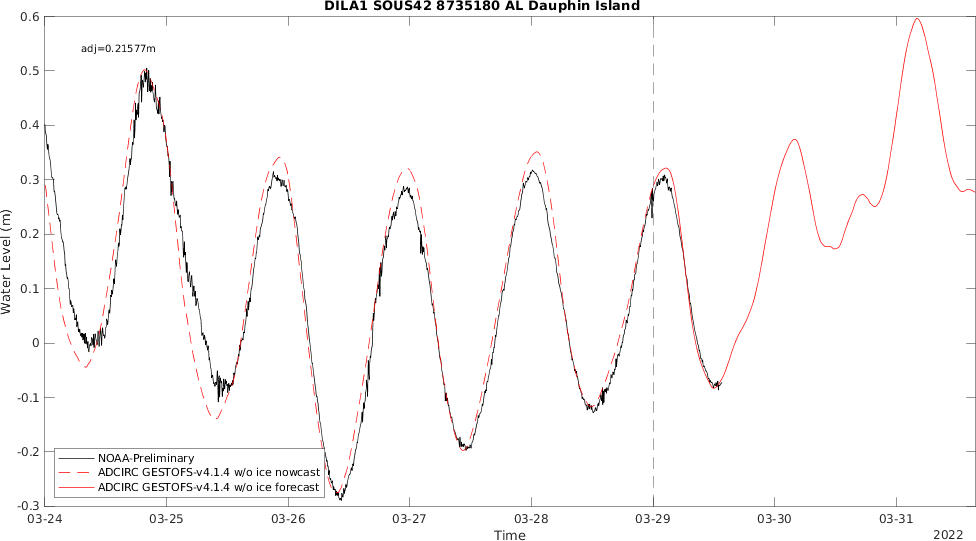 DILA1 SOUS42 8735180 AL Dauphin Island
adj=0.21577m
0.6
0.5
0.4
0.3
0.2
0.1
0
-0.1
-0.2
-0.3
Water Level (m)
NOAA-Preliminary
ADCIRC GESTOFS-v4.1.4 w/o ice nowcast
ADCIRC GESTOFS-v4.1.4 w/o ice forecast
03-24 03-25 03-26 03-27 03-28 03-29 03-30 03-31
Time
2022